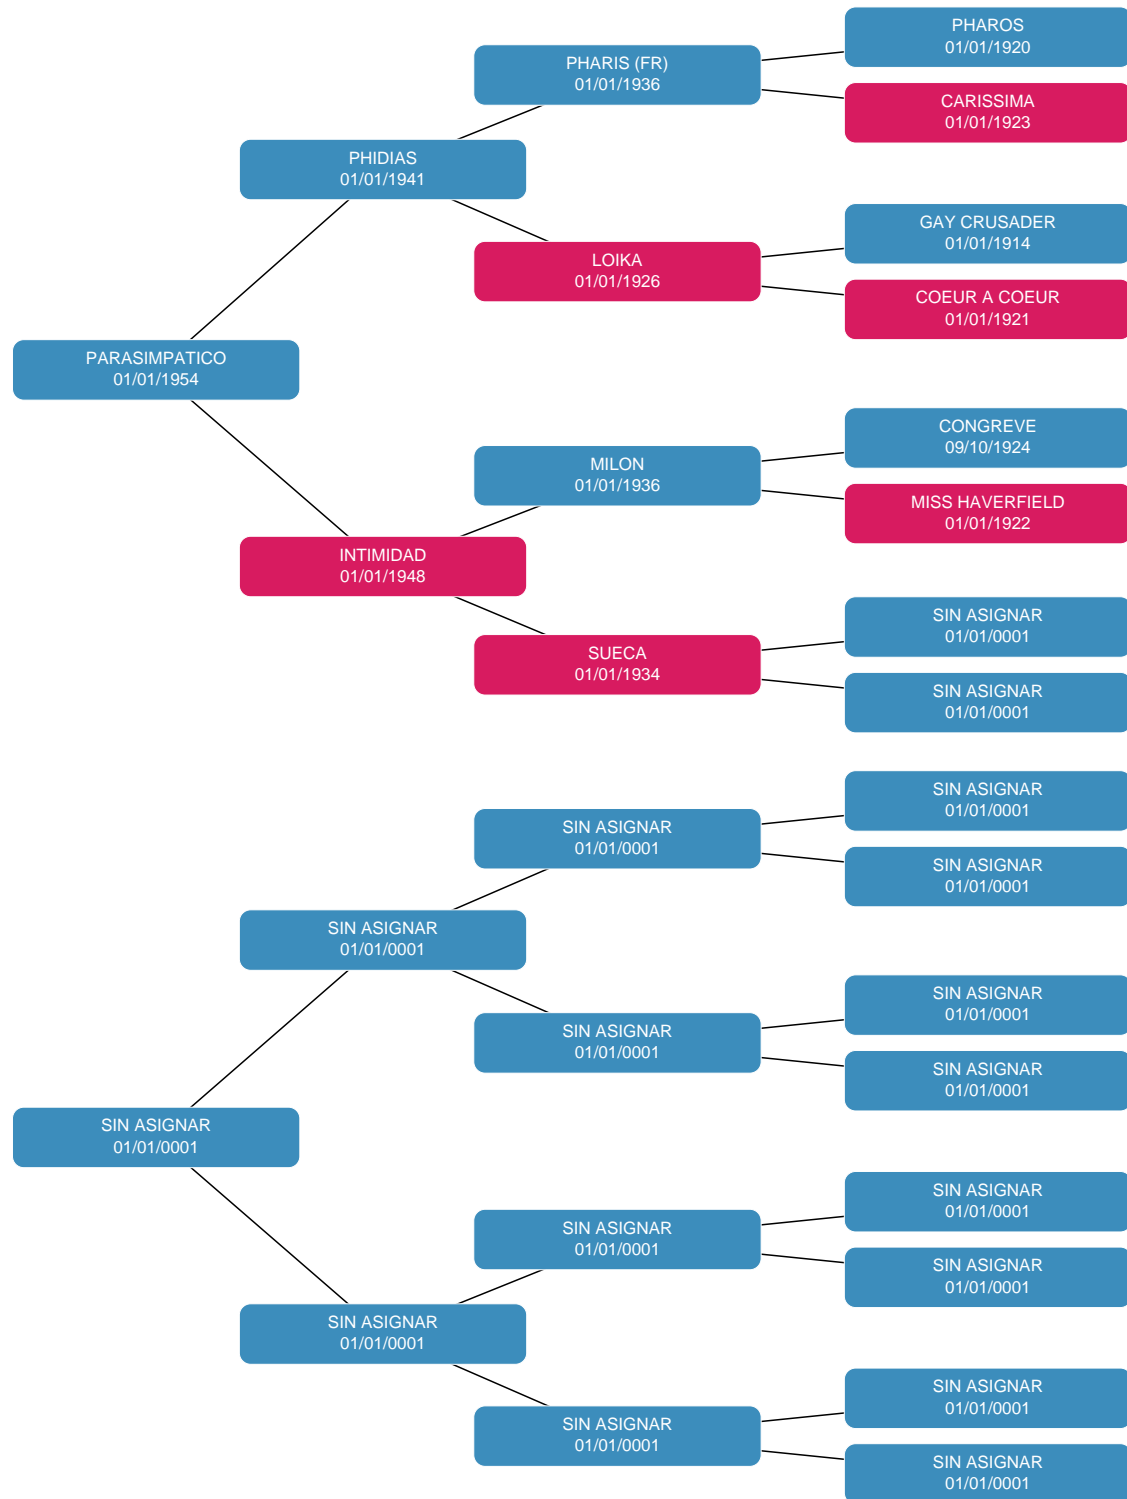 PHAROS
01/01/1920
PHARIS (FR)
01/01/1936
CARISSIMA
01/01/1923
PHIDIAS
01/01/1941
GAY CRUSADER
01/01/1914
LOIKA
01/01/1926
COEUR A COEUR
01/01/1921
PARASIMPATICO
01/01/1954
CONGREVE
09/10/1924
MILON
01/01/1936
MISS HAVERFIELD
01/01/1922
INTIMIDAD
01/01/1948
SIN ASIGNAR
01/01/0001
SUECA
01/01/1934
SIN ASIGNAR
01/01/0001
SIN ASIGNAR
01/01/0001
SIN ASIGNAR
01/01/0001
SIN ASIGNAR
01/01/0001
SIN ASIGNAR
01/01/0001
SIN ASIGNAR
01/01/0001
SIN ASIGNAR
01/01/0001
SIN ASIGNAR
01/01/0001
SIN ASIGNAR
01/01/0001
SIN ASIGNAR
01/01/0001
SIN ASIGNAR
01/01/0001
SIN ASIGNAR
01/01/0001
SIN ASIGNAR
01/01/0001
SIN ASIGNAR
01/01/0001
SIN ASIGNAR
01/01/0001
SIN ASIGNAR
01/01/0001